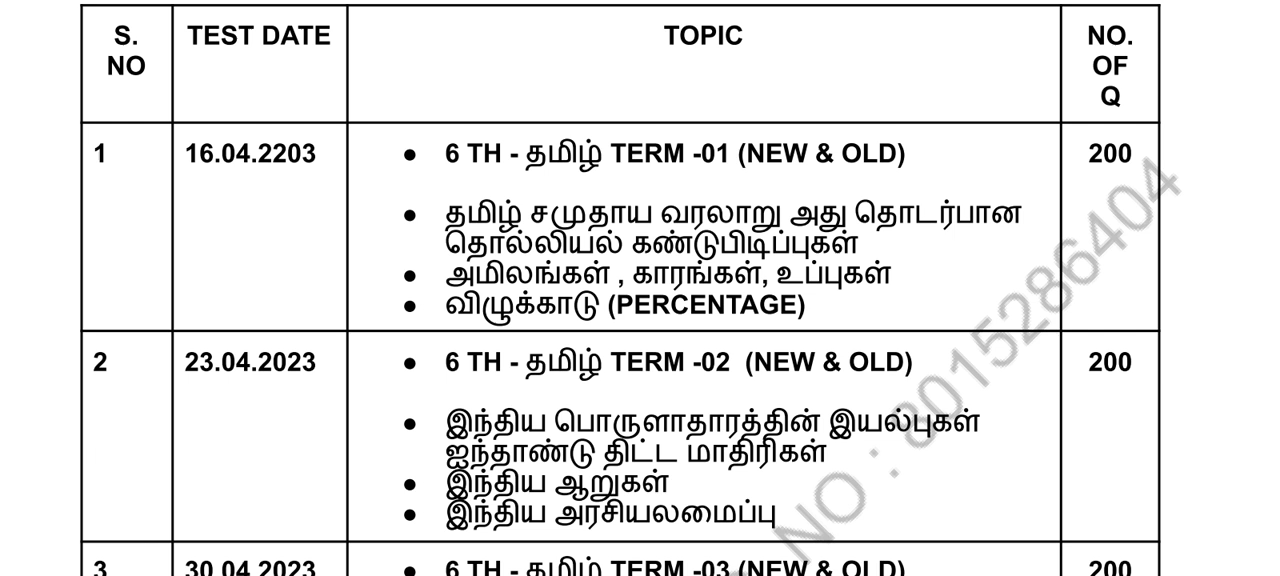 S. NO TEST DATE TOPIC NO. OF Q
1 16.04.2203 ● 6 TH - தமிழ் TERM -01 (NEW & OLD) 200
● தமிழ் சமுதாய வரலாறு அது தொடர்பான
தொல்லியல் கண்டுபிடிப்புகள்
● அமிலங்கள் , காரங்கள், உப்புகள்
● விழுக்காடு (PERCENTAGE)
2 23.04.2023 ● 6 TH - தமிழ் TERM -02 (NEW & OLD) 200
● இந்திய பொருளாதாரத்தின் இயல்புகள்
ஐந்தாண்டு திட்ட மாதிரிகள்
● இந்திய ஆறுகள்
● இந்திய அரசியலமைப்பு
3 30.04.2023 ● 6 TH - தமிழ் TERM -03 (NEW & OLD) 200
NO : 8015286404